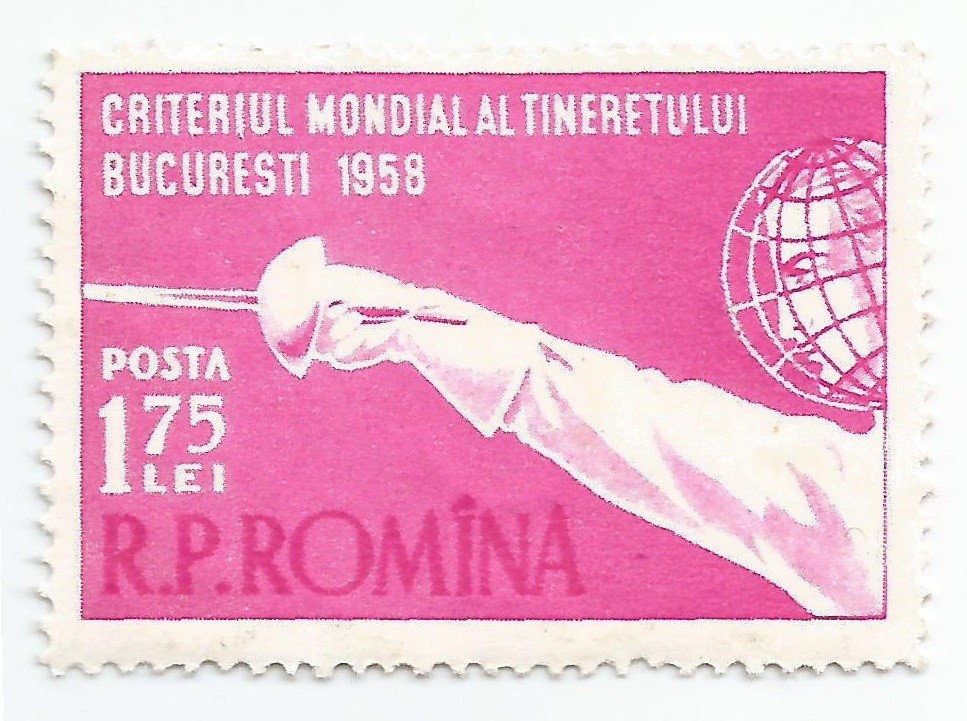 CRITERIUL MONDIAL AL TINERETULUI
BUCURESTI 1958
POSTA
1 75
LEI
R.P.ROMÎNA